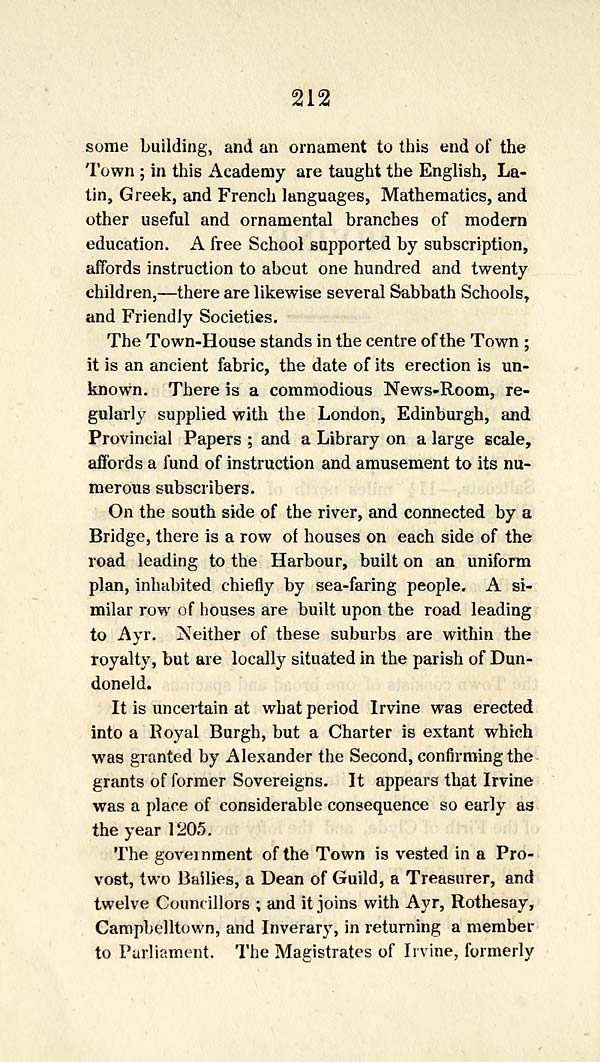 212
some building, and an ornament to this end of the
Town ; in this Academy are taught the English, La-
tin, Greek, and French languages, Mathematics, and
other useful and ornamental branches of modern
education. A free School supported by subscription,
affords instruction to about one hundred and twenty
children,—there are likewise several Sabbath Schools,
and Friendly Societies.
The Town-House stands in the centre of the Town ;
it is an ancient fabric, the date of its erection is un-
known. There is a commodious News-Room, re-
gularly supplied with the London, Edinburgh, and
Provincial Papers ; and a Library on a large scale,
affords a fund of instruction and amusement to its nu-
merous subscribers.
On the south side of the river, and connected by a
Bridge, there is a row of houses on each side of the
road leading to the Harbour, built on an uniform
plan, inhabited chiefly by sea-faring people. A si-
milar row of houses are built upon the road leading
to Ayr. Neither of these suburbs are within the
royalty, but are locally situated in the parish of Dun-
doneld.
It is uncertain at what period Irvine was erected
into a Royal Burgh, but a Charter is extant which
was granted by Alexander the Second, confirming the
grants of former Sovereigns. It appears that Irvine
was a place of considerable consequence so early as
the year 1205.
The government of the Town is vested in a Pro-
vost, two Bailies, a Dean of Guild, a Treasurer, and
twelve Councillors ; and it joins with Ayr, Rothesay,
Campbelltown, and Inverary, in returning a member
to Parliament. The Magistrates of Irvine, formerly